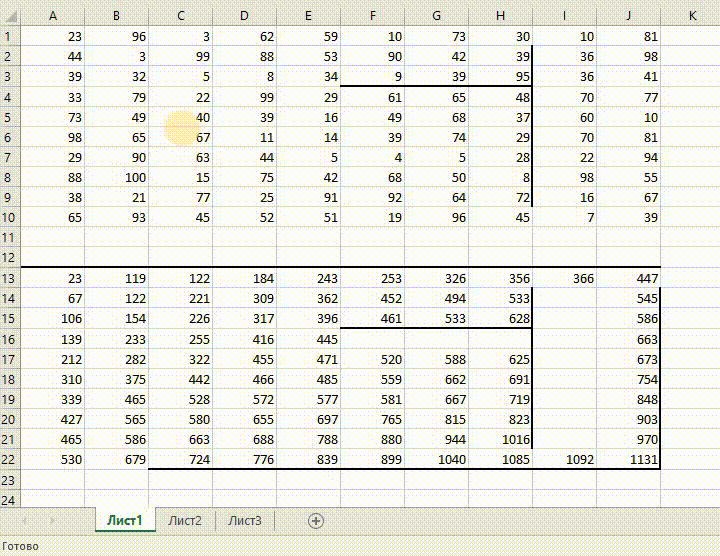 A B C D E F G H I J K
1 23 96 3 62 59 10 73 30 10 81
2 44 3 99 88 53 90 42 39 36 98
3 39 32 5 8 34 9 39 95 36 41
4 33 79 22 99 29 61 65 48 70 77
5 73 49 40 39 16 49 68 37 60 10
6 98 65 67 11 14 39 74 29 70 81
7 29 90 63 44 5 4 5 28 22 94
8 88 100 15 75 42 68 50 8 98 55
9 38 21 77 25 91 92 64 72 16 67
10 65 93 45 52 51 19 96 45 7 39
11
12
13 23 119 122 184 243 253 326 356 366 447
14 67 122 221 309 362 452 494 533 545
15 106 154 226 317 396 461 533 628 586
16 139 233 255 416 445 663
17 212 282 322 455 471 520 588 625 673
18 310 375 442 466 485 559 662 691 754
19 339 465 528 572 577 581 667 719 848
20 427 565 580 655 697 765 815 823 903
21 465 586 663 688 788 880 944 1016 970
22 530 679 724 776 839 899 1040 1085 1092 1131
23
24
Лист1 Лист2 Лист3
Готово